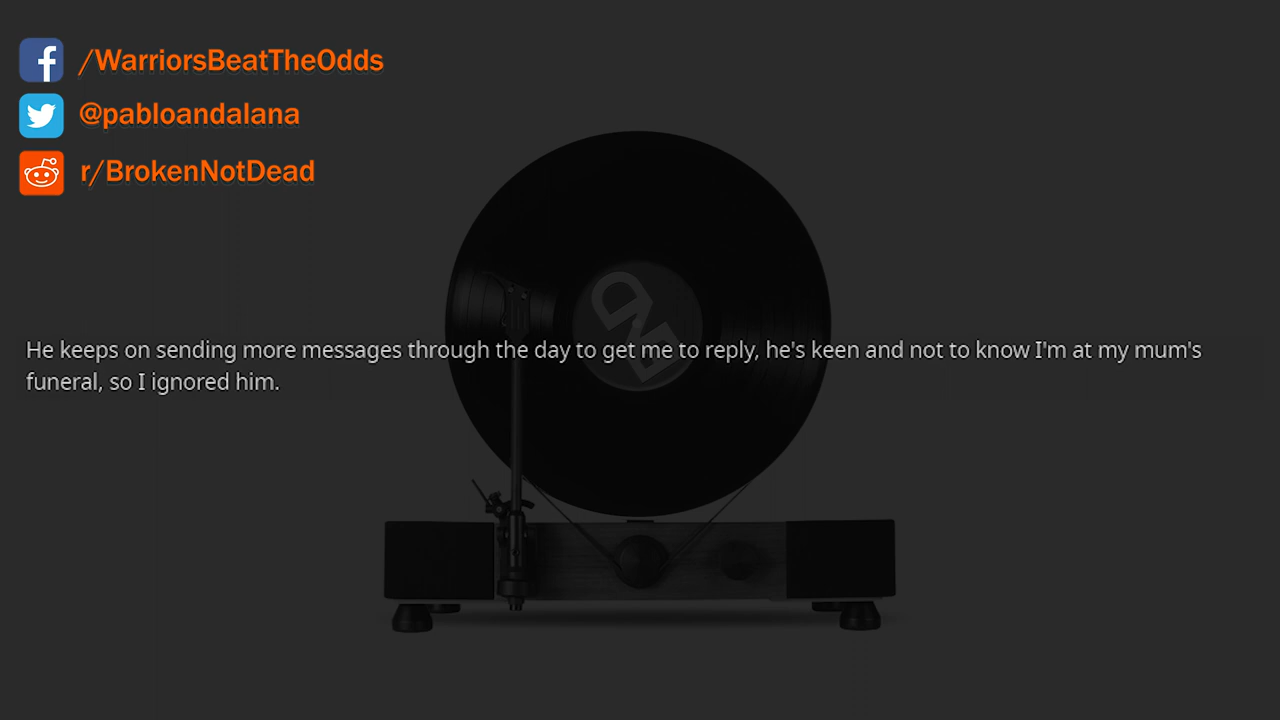 /WarriorsBeatTheOdds
@pabloandalana
r/BrokenNotDead
He keeps on sending more messages through the day to get me to reply, he's keen and not to know I'm at my mum's
funeral, so I ignored him.
BND